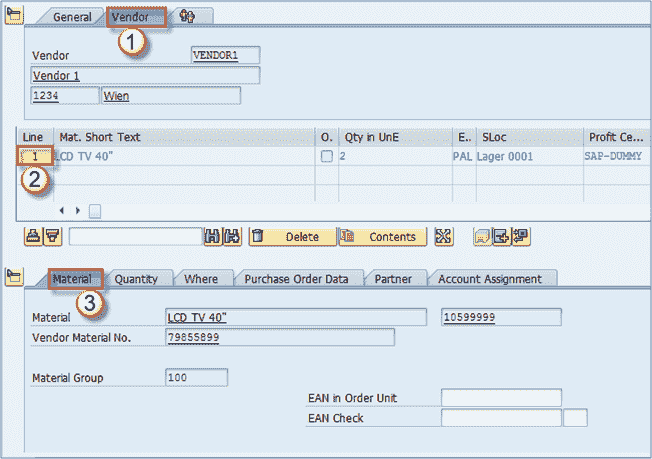 General Vendor
1
Vendor VENDOR1
Vendor 1
1234 Wien
Line Mat. Short Text O. Qty in UnE E.. SLoc Profit Ce...
1 LCD TV 40" 2 PAL Lager 0001 SAP-DUMMY
2
Delete Contents
Material Quantity Where Purchase Order Data Partner Account Assignment
3
Material LCD TV 40" 10599999
Vendor Material No. 79855899
Material Group 100
EAN in Order Unit
EAN Check